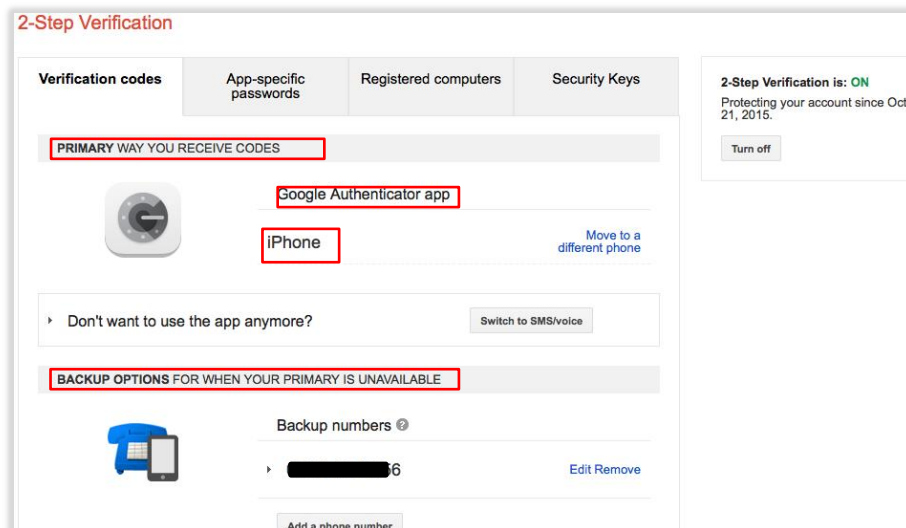 2-Step Verification
Verification codes
App-specific
passwords
Registered computers
Security Keys
2-Step Verification is: ON
Protecting your account since Oct
21, 2015.
Turn off
PRIMARY WAY YOU RECEIVE CODES
Google Authenticator app
iPhone
Move to a
different phone
Don't want to use the app anymore?
Switch to SMS/voice
BACKUP OPTIONS FOR WHEN YOUR PRIMARY IS UNAVAILABLE
Backup numbers ?
6
Edit Remove
Add a phone number